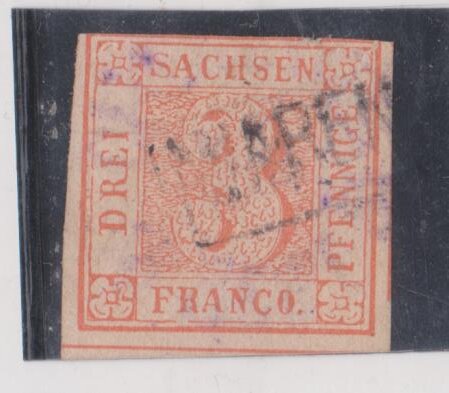 SACHSEN.
DREI
3
PFENNIGE
FRANCO.